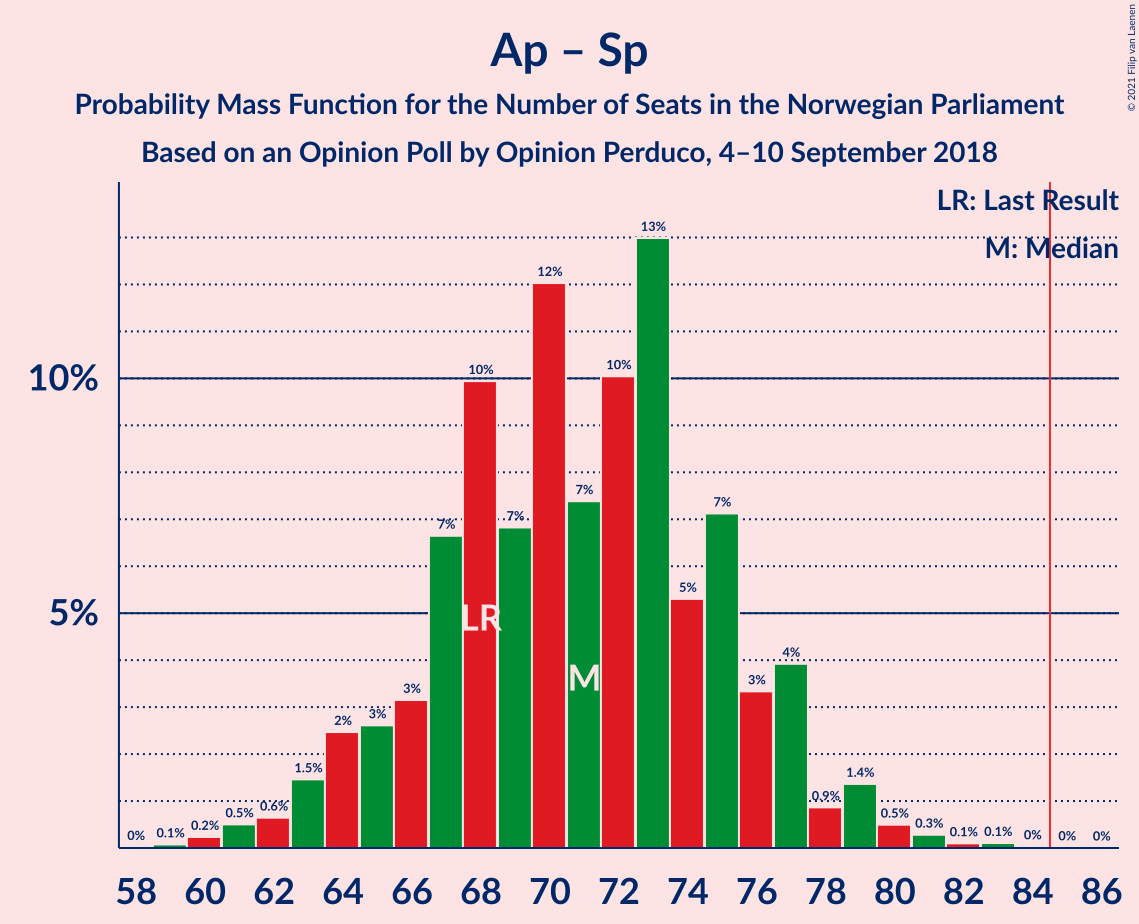 Ap – Sp
Probability Mass Function for the Number of Seats in the Norwegian Parliament
Based on an Opinion Poll by Opinion Perduco, 4–10 September 2018
© 2021 Filip van Laenen
LR: Last Result
M: Median
10%
5%
0% 0.1% 0.2% 0.5% 0.6% 1.5% 2% 3% 3% 7% 10% 7% 12% 7% 10% 13% 5% 7% 3% 4% 0.9% 1.4% 0.5% 0.3% 0.1% 0.1% 0% 0% 0%
LR
M
58 60 62 64 66 68 70 72 74 76 78 80 82 84 86